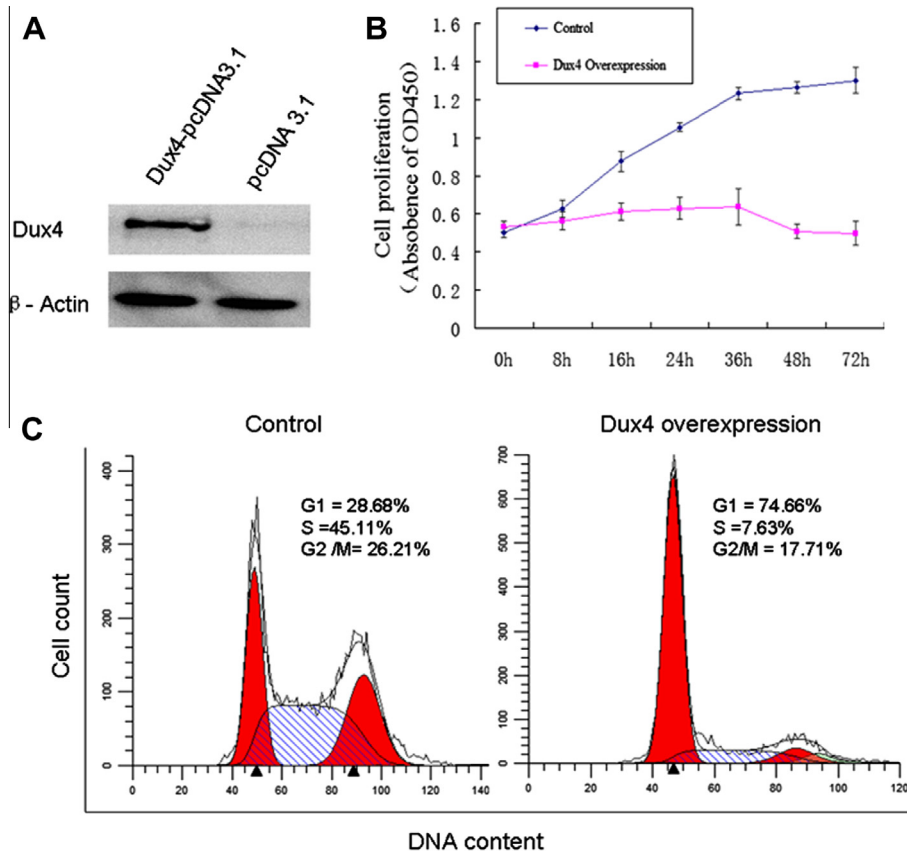 A
Dux4-pcDNA3.1
pcDNA 3.1
Dux4
β - Actin
B
Control
Dux4 Overexpression
Cell proliferation
(Absobence of OD450)
1.6
1.4
1.2
1
0.8
0.6
0.4
0.2
0
0h 8h 16h 24h 36h 48h 72h
C
Control
G1 = 28.68%
S =45.11%
G2 /M= 26.21%
Cell count
400
300
200
100
0
0 20 40 60 80 100 120 140
Dux4 overexpression
G1 = 74.66%
S =7.63%
G2/M = 17.71%
700
600
500
400
300
200
100
0
0 20 40 60 80 100 120
DNA content